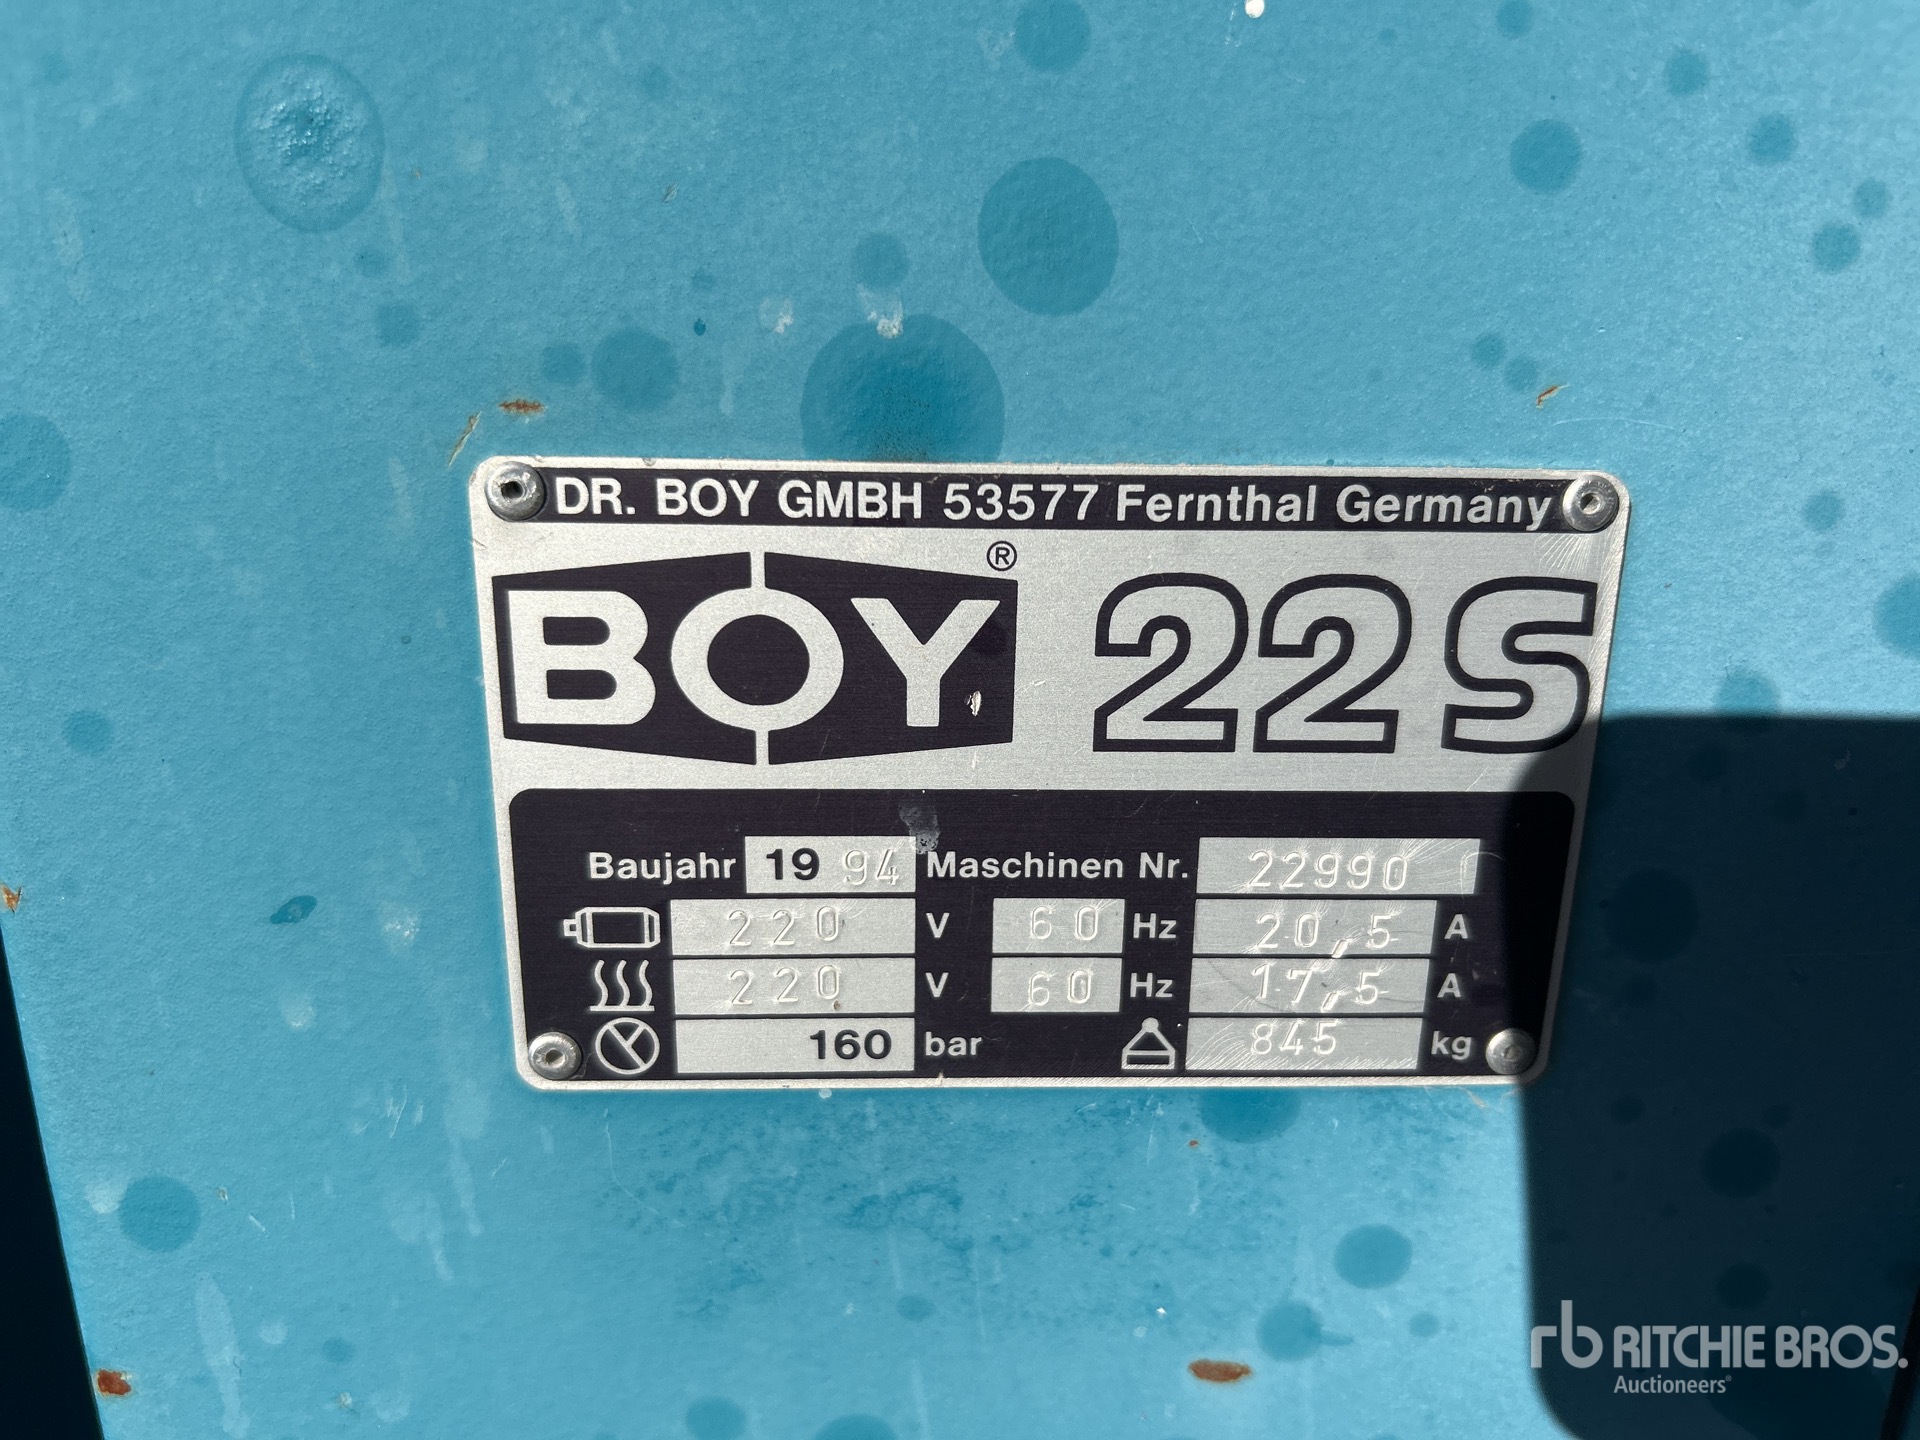 DR. BOY GMBH 53577 Fernthal Germany
BOY® 22S
Baujahr 1994 Maschinen Nr. 22990
220 V 60 Hz 20,5 A
220 V 60 Hz 17,5 A
160 bar 845 kg
rb RITCHIE BROS.
Auctioneers®